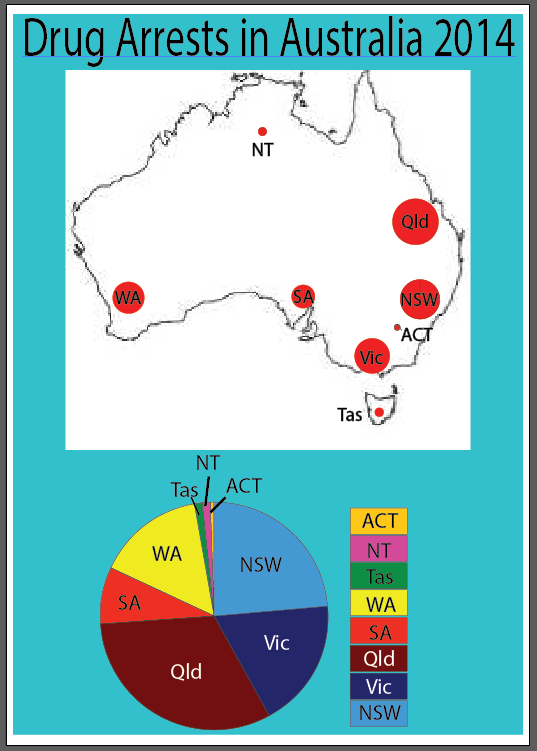 Drug Arrests in Australia 2014
NT
Qld
WA
SA
NSW
ACT
Vic
Tas
NT
Tas
ACT
WA
NSW
SA
Vic
Qld
ACT
NT
Tas
WA
SA
Qld
Vic
NSW